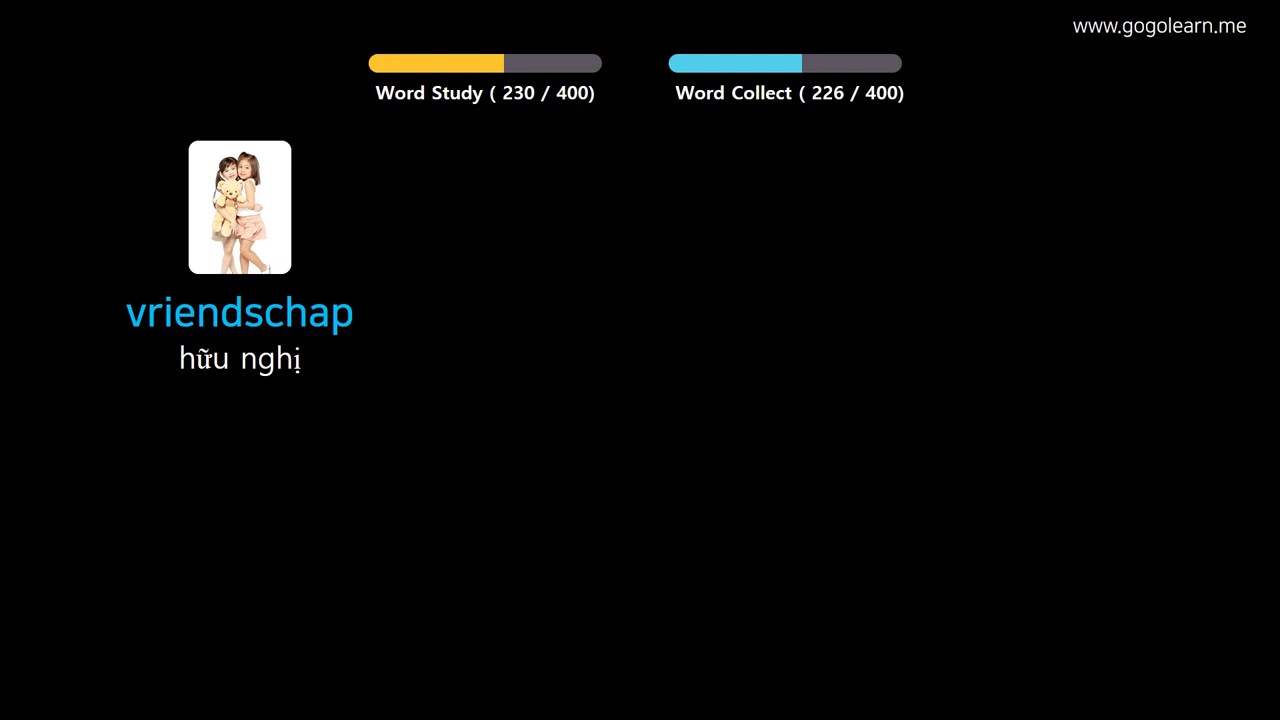 www.gogolearn.me
Word Study ( 230 / 400)
Word Collect ( 226 / 400)
vriendschap
hữu nghị